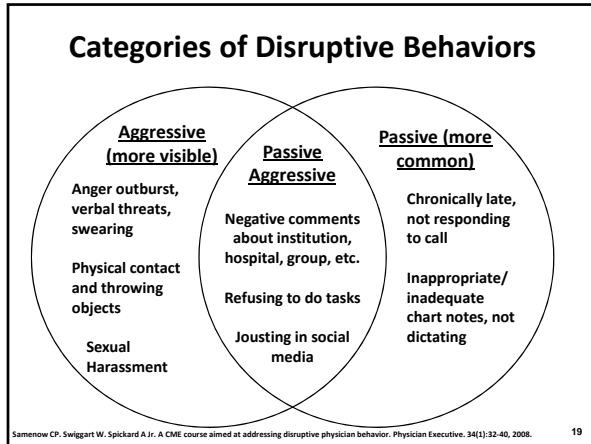 Categories of Disruptive Behaviors
Aggressive
(more visible)
Anger outburst,
verbal threats,
swearing
Physical contact
and throwing
objects
Sexual
Harassment
Passive
Aggressive
Negative comments
about institution,
hospital, group, etc.
Refusing to do tasks
Jousting in social
media
Passive (more
common)
Chronically late,
not responding
to call
Inappropriate/
inadequate
chart notes, not
dictating
Samenow CP. Swiggart W. Spickard A Jr. A CME course aimed at addressing disruptive physician behavior. Physician Executive. 34(1):32-40, 2008.
19